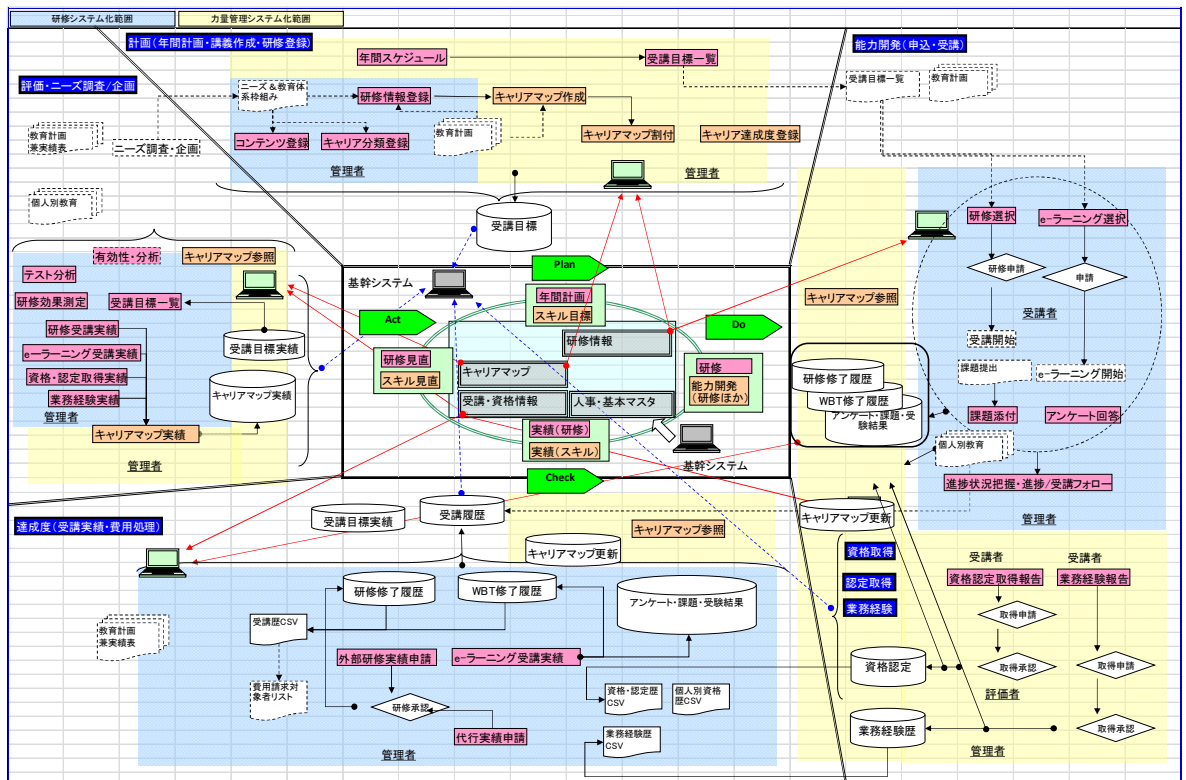 研修システム化範囲
力量管理システム化範囲
計画(年間計画・講義作成・研修登録)
年間スケジュール
受講目標一覧
ニーズ&教育体
系枠組み
研修情報登録
キャリアマップ作成
コンテンツ登録
キャリア分類登録
教育計画
キャリアマップ割付
キャリア達成度登録
管理者
管理者
受講目標
評価・ニーズ調査/企画
教育計画
兼実績表
ニーズ調査・企画
個人別教育
有効性・分析
キャリアマップ参照
テスト分析
研修効果測定
受講目標一覧
研修受講実績
受講目標実績
e-ラーニング受講実績
資格・認定取得実績
業務経験実績
キャリアマップ実績
管理者
キャリアマップ実績
管理者
能力開発(申込・受講)
受講目標一覧
教育計画
研修選択
e-ラーニング選択
研修申請
申請
キャリアマップ参照
受講者
受講開始
課題提出
e-ラーニング開始
研修修了履歴
WBT修了履歴
アンケート・課題・受
験結果
課題添付
アンケート回答
個人別教育
進捗状況把握・進捗/受講フォロー
管理者
キャリアマップ更新
基幹システム
Plan
年間計画
スキル目標
Act
Do
研修情報
研修見直
スキル見直
キャリアマップ
研修
能力開発
(研修ほか)
受講・資格情報
人事・基本マスタ
実績(研修)
実績(スキル)
基幹システム
Check
達成度(受講実績・費用処理)
受講目標実績
受講履歴
キャリアマップ参照
キャリアマップ更新
研修修了履歴
WBT修了履歴
アンケート・課題・受験結果
受講歴CSV
教育計画
兼実績表
外部研修実績申請
e-ラーニング受講実績
費用請求対
象者リスト
研修承認
代行実績申請
管理者
資格・認定歴
CSV
個人別資格
歴CSV
業務経験歴
CSV
資格取得
認定取得
業務経験
受講者
受講者
資格認定取得報告
業務経験報告
取得申請
取得承認
取得申請
資格認定
評価者
業務経験歴
取得承認
管理者